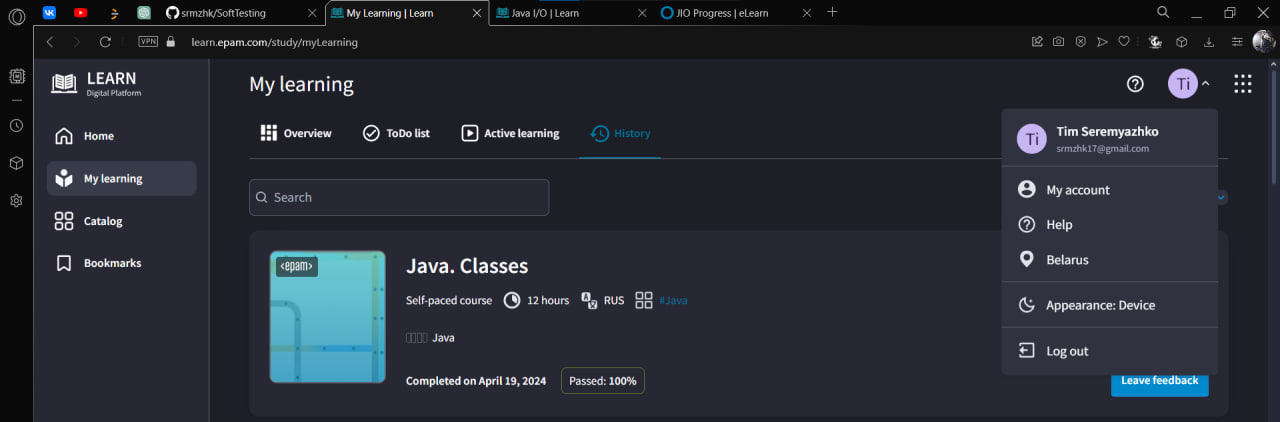 srmzhk/SoftTesting
My Learning | Learn
Java I/O | Learn
JIO Progress | eLearn
VPN
learn.epam.com/study/myLearning
LEARN
Digital Platform
Home
My learning
Catalog
Bookmarks
My learning
Overview
ToDo list
Active learning
History
Search
<epam>
Java. Classes
Self-paced course
12 hours
RUS
#Java
Java
Completed on April 19, 2024
Passed: 100%
Ti
Ti
Tim Seremyazhko
srmzhk17@gmail.com
My account
Help
Belarus
Appearance: Device
Log out
Leave feedback